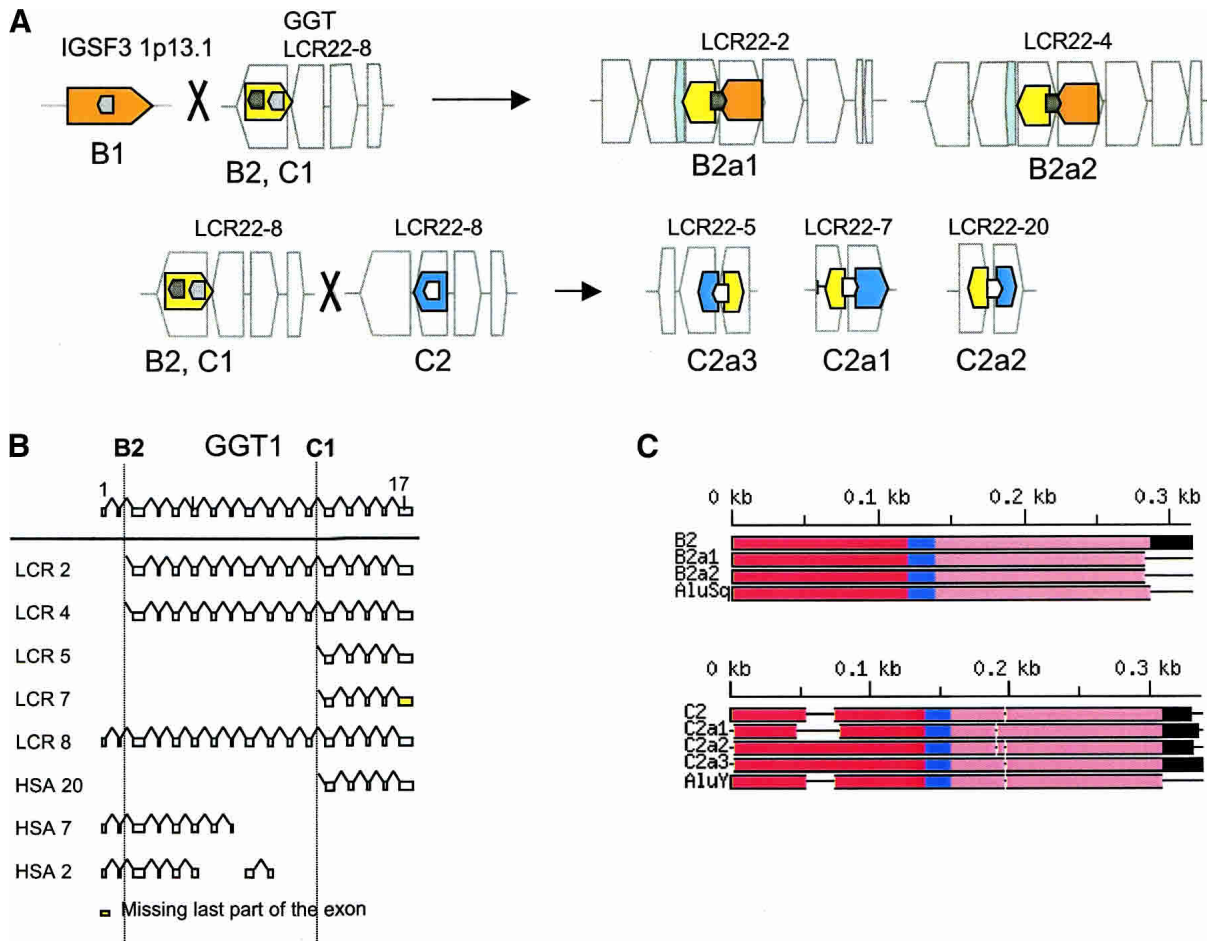 A
IGSF3 1p13.1
GGT
LCR22-8
LCR22-2
LCR22-4
X
B1
B2, C1
B2a1
B2a2
LCR22-8
LCR22-8
LCR22-5
LCR22-7
LCR22-20
X
B2, C1
C2
C2a3
C2a1
C2a2
B
B2
GGT1
C1
1
17
LCR 2
LCR 4
LCR 5
LCR 7
LCR 8
HSA 20
HSA 7
HSA 2
Missing last part of the exon
C
0 kb 0.1 kb 0.2 kb 0.3 kb
B2
B2a1
B2a2
AluSq
0 kb 0.1 kb 0.2 kb 0.3 kb
C2
C2a1
C2a2
C2a3
AluY